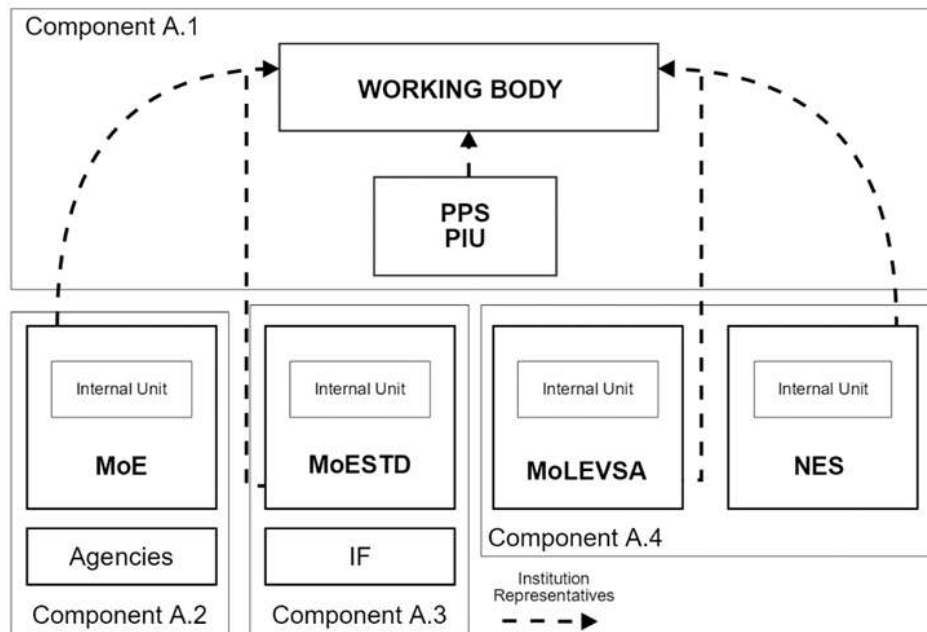 Component A.1
WORKING BODY
PPS
PIU
Internal Unit
MoE
Agencies
Component A.2
Internal Unit
MoESTD
IF
Component A.3
Internal Unit
MoLEVSA
Internal Unit
NES
Component A.4
Institution
Representatives